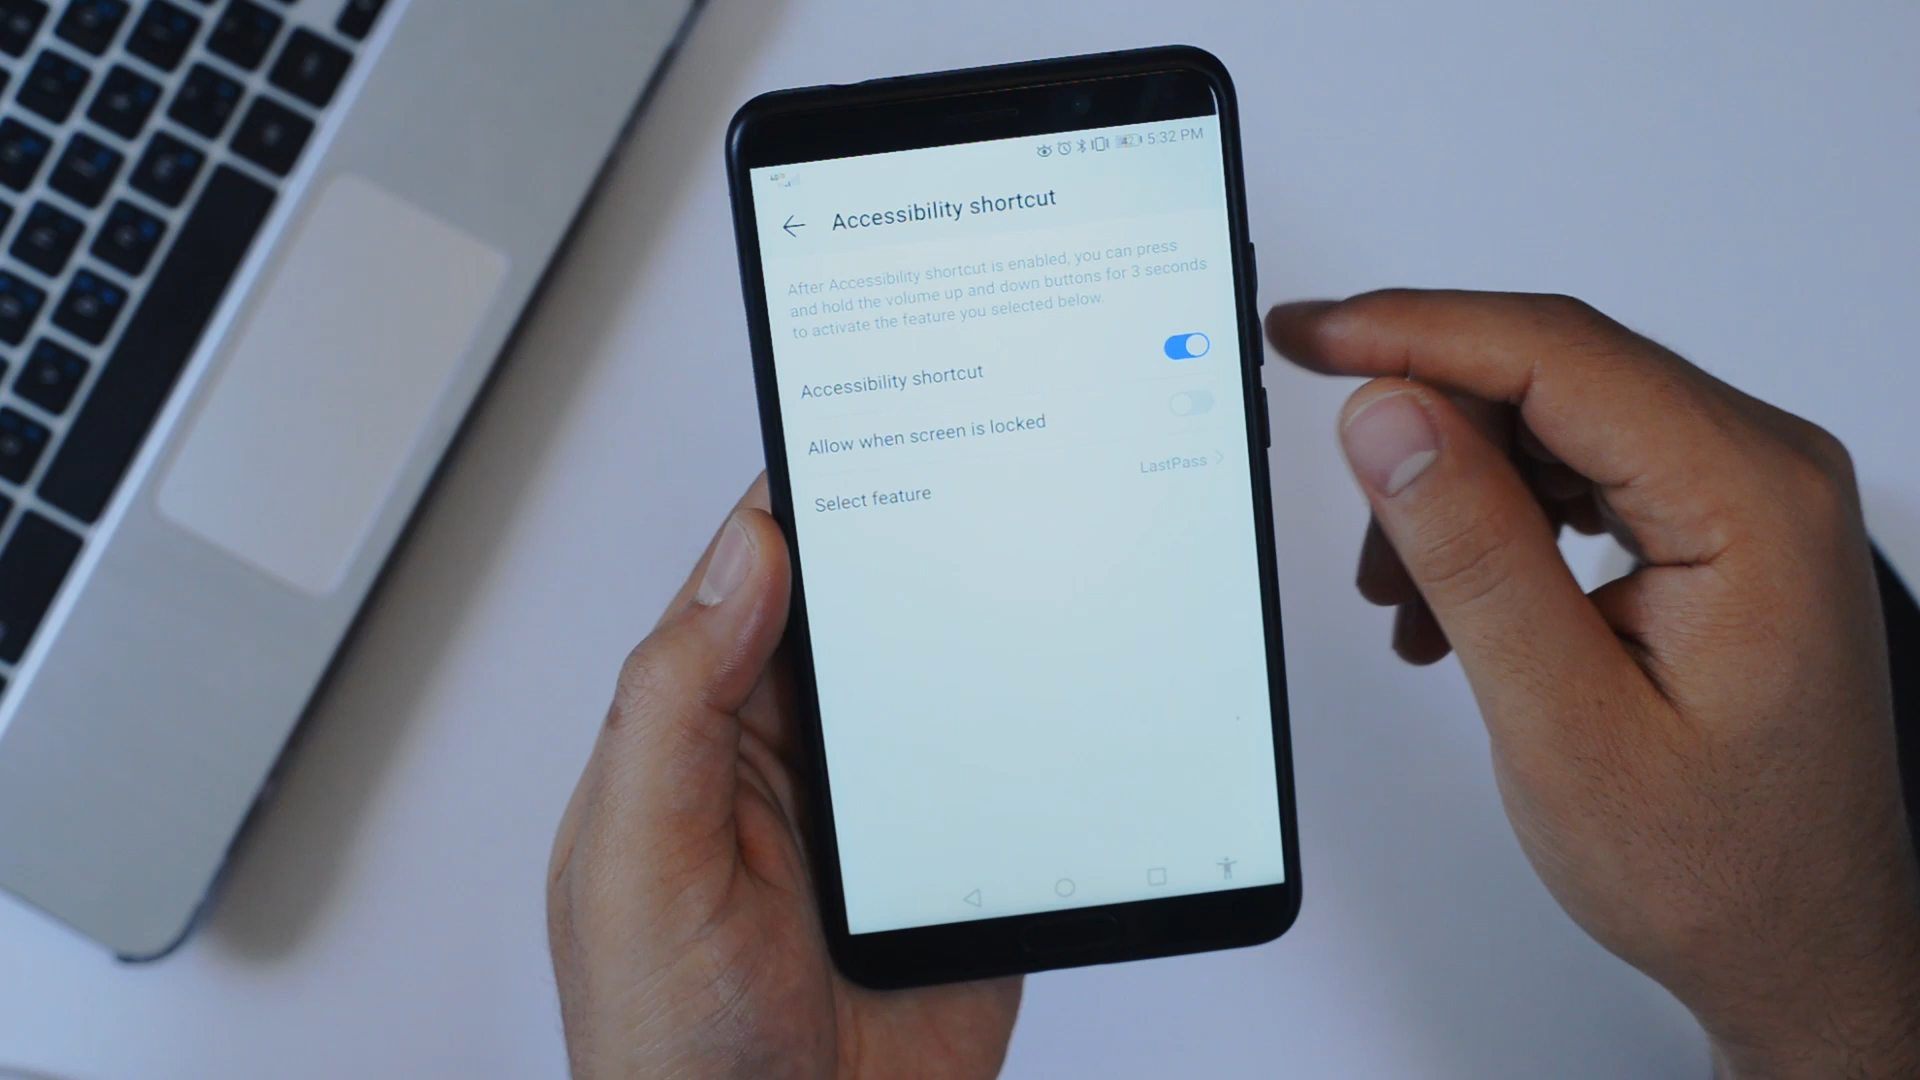 5:32 PM
Accessibility shortcut
After Accessibility shortcut is enabled, you can press
and hold the volume up and down buttons for 3 seconds
to activate the feature you selected below.
Accessibility shortcut
Allow when screen is locked
Select feature LastPass